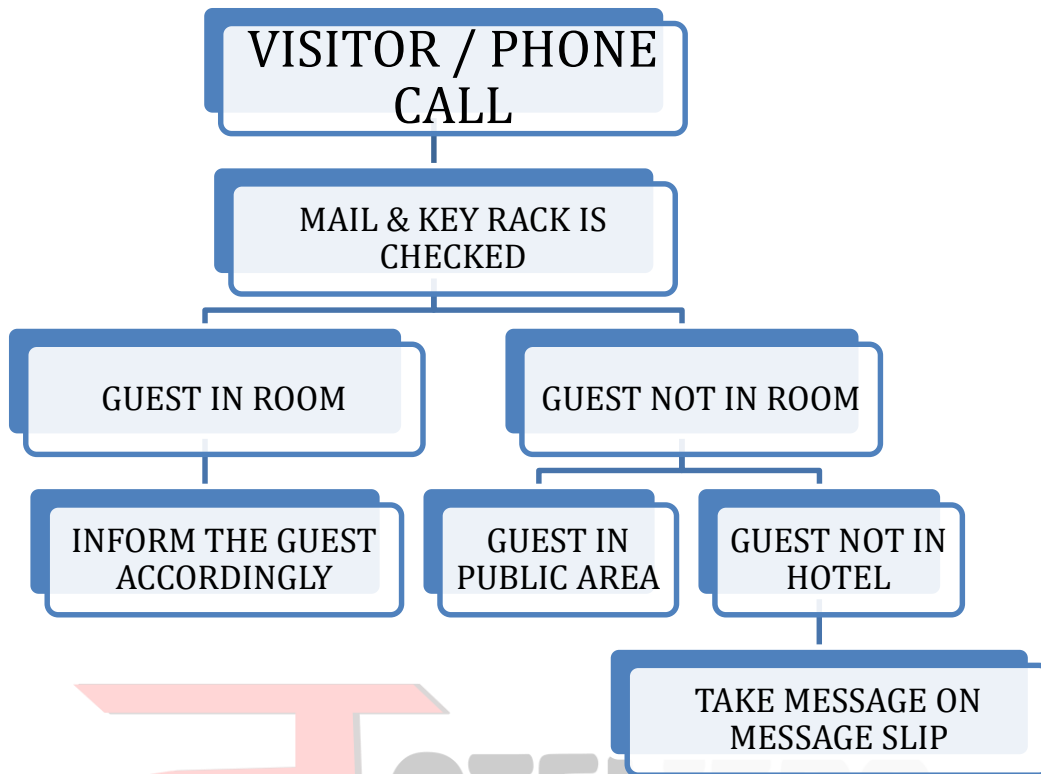 VISITOR / PHONE
CALL
MAIL & KEY RACK IS
CHECKED
GUEST IN ROOM
GUEST NOT IN ROOM
INFORM THE GUEST
ACCORDINGLY
GUEST IN
PUBLIC AREA
GUEST NOT IN
HOTEL
TAKE MESSAGE ON
MESSAGE SLIP